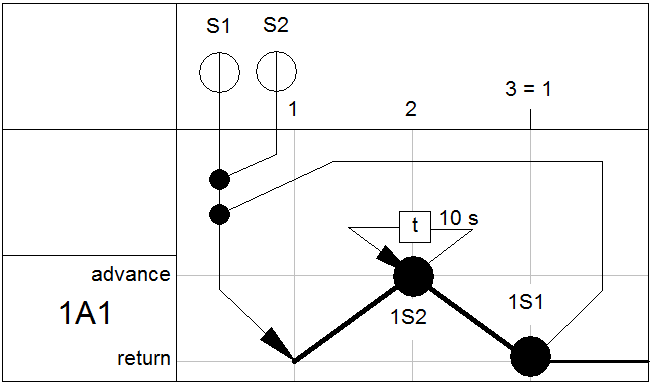 S1 S2
1 2 3 = 1
t 10 s
advance
1A1
1S2 1S1
return